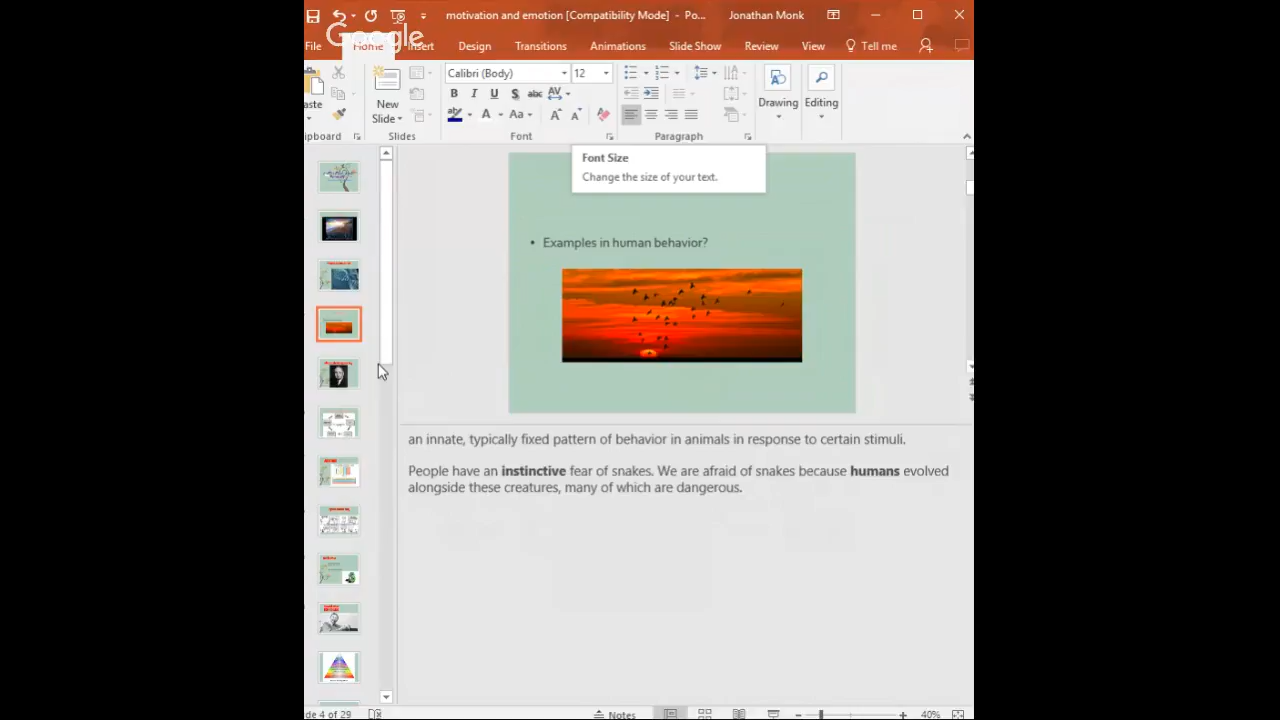 motivation and emotion [Compatibility Mode] - Po... Jonathan Monk
Google
File Home Insert Design Transitions Animations Slide Show Review View Tell me
Calibri (Body) 12
aste New Slide Drawing Editing
B I U S abc AV
A Aa A A
ipboard Slides Font Paragraph
Font Size
Change the size of your text.
• Examples in human behavior?
an innate, typically fixed pattern of behavior in animals in response to certain stimuli.
People have an instinctive fear of snakes. We are afraid of snakes because humans evolved
alongside these creatures, many of which are dangerous.
de 4 of 29 Notes 40%